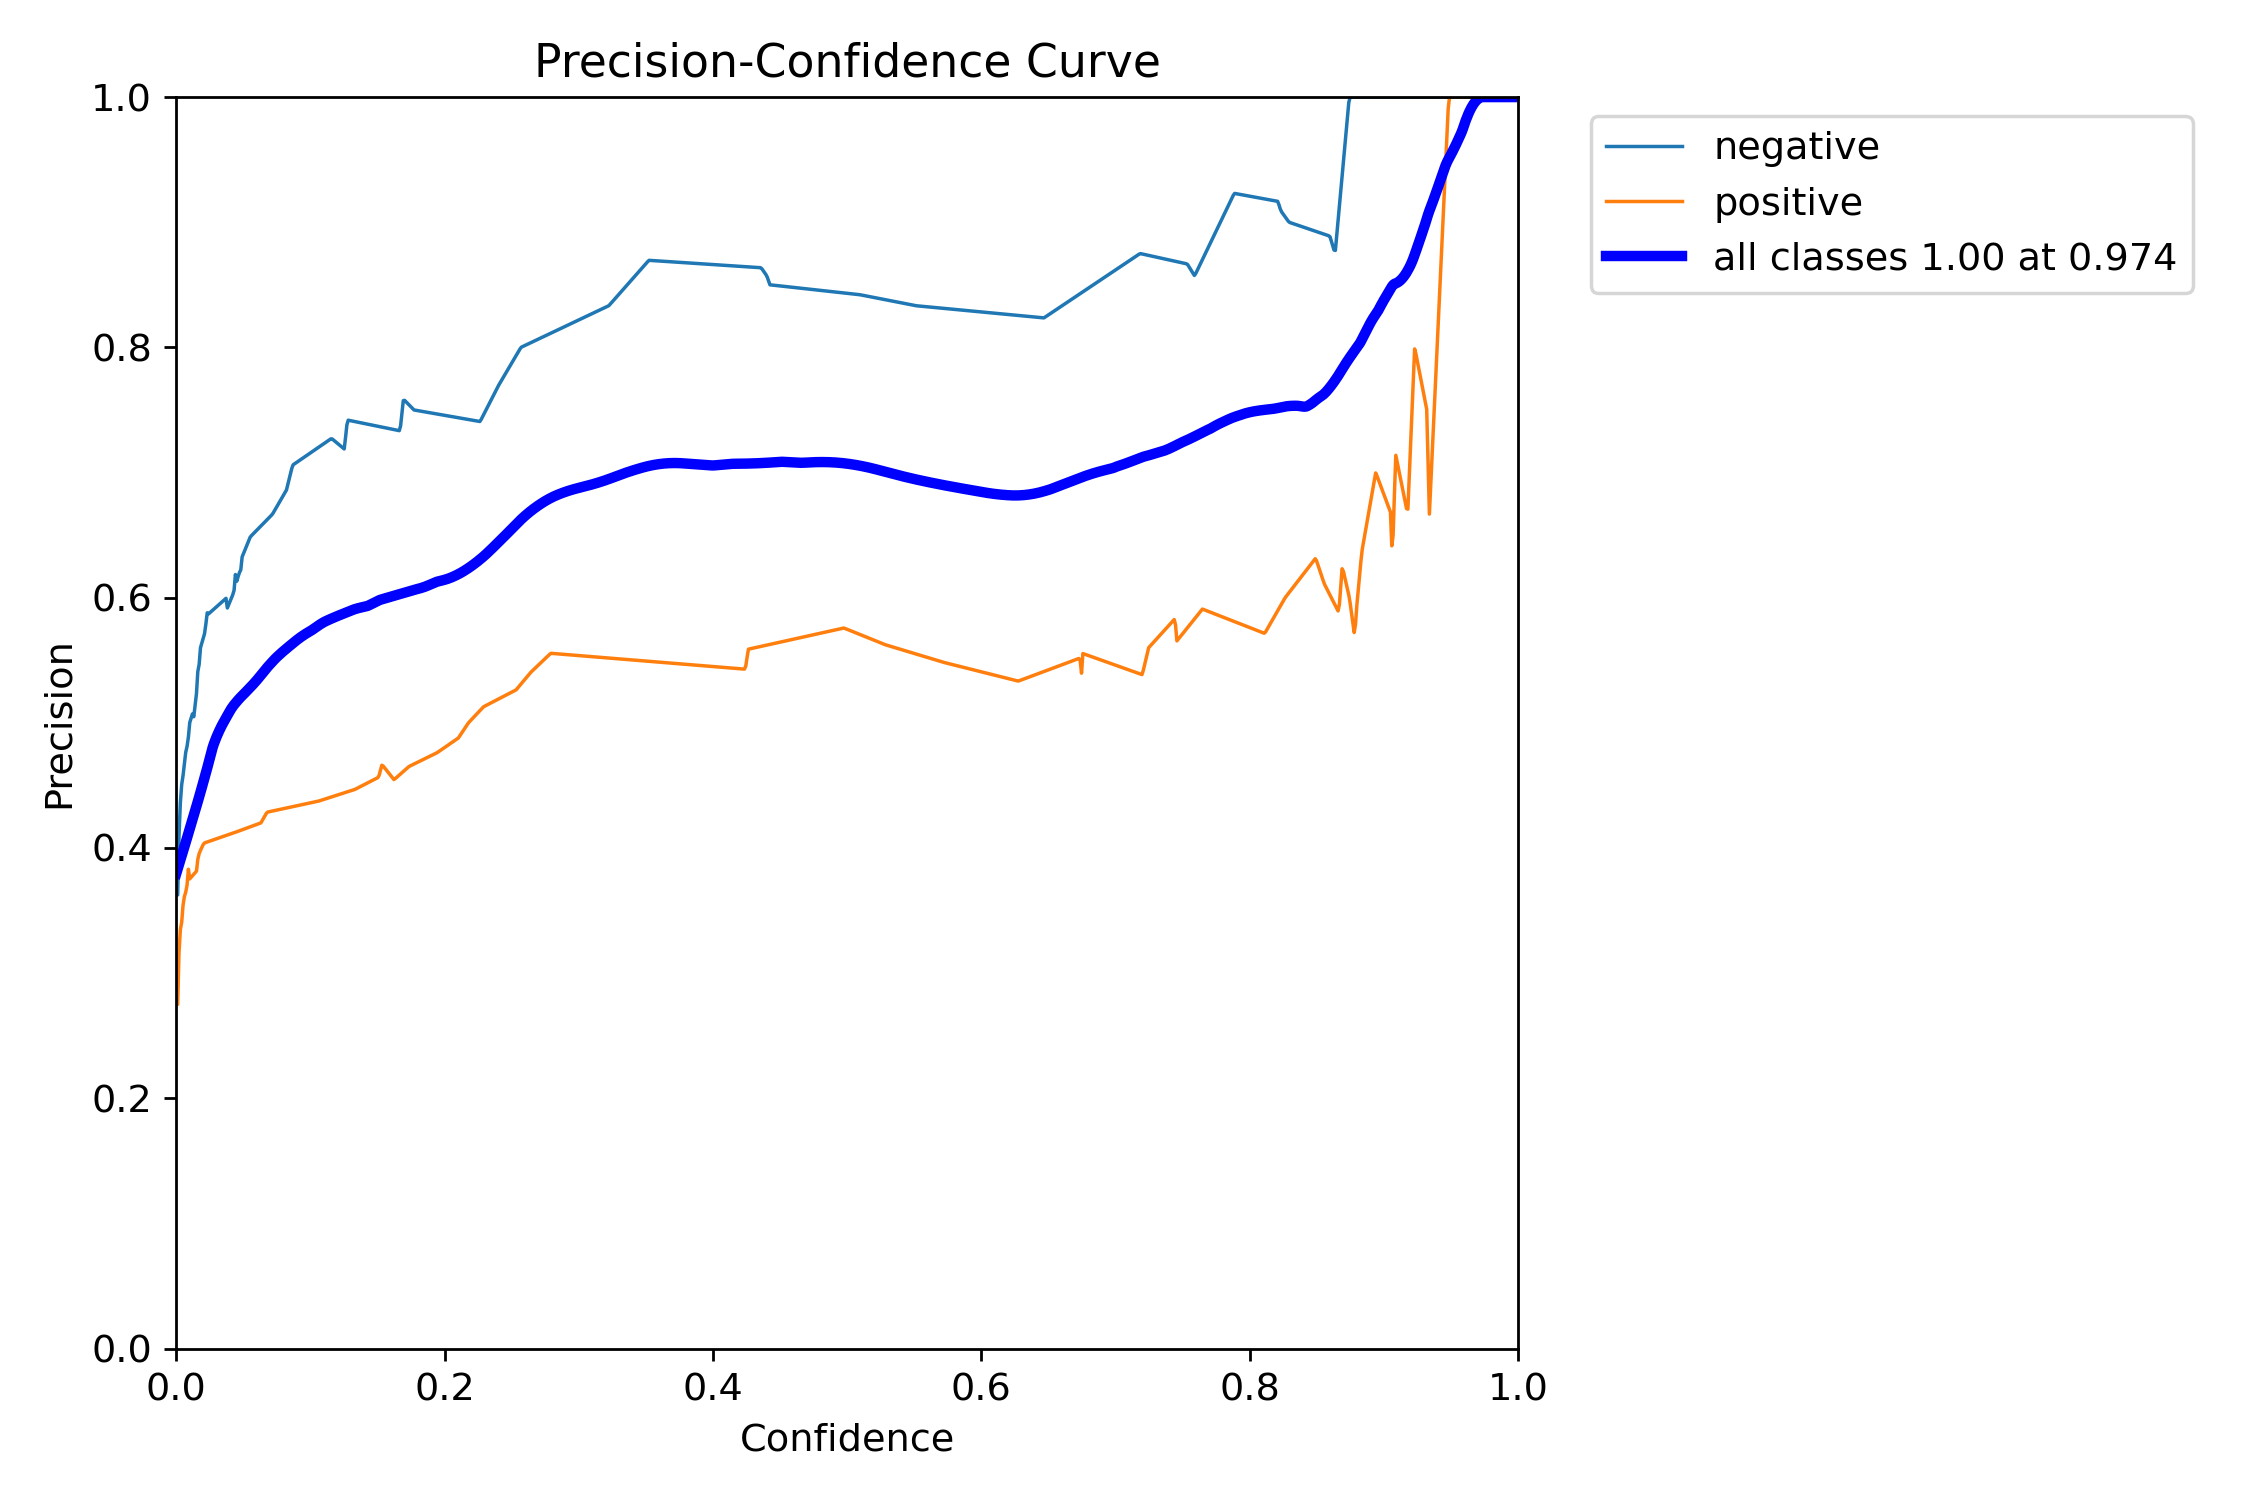 Precision-Confidence Curve
1.0
0.8
0.6
0.4
0.2
0.0
Precision
0.0 0.2 0.4 0.6 0.8 1.0
Confidence
negative
positive
all classes 1.00 at 0.974